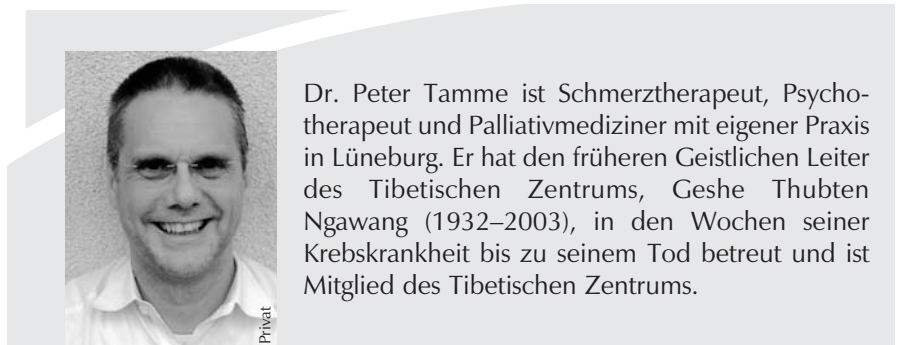 Dr. Peter Tamme ist Schmerztherapeut, Psycho-
therapeut und Palliativmediziner mit eigener Praxis
in Lüneburg. Er hat den früheren Geistlichen Leiter
des Tibetischen Zentrums, Geshe Thubten
Ngawang (1932–2003), in den Wochen seiner
Krebskrankheit bis zu seinem Tod betreut und ist
Mitglied des Tibetischen Zentrums.
Privat